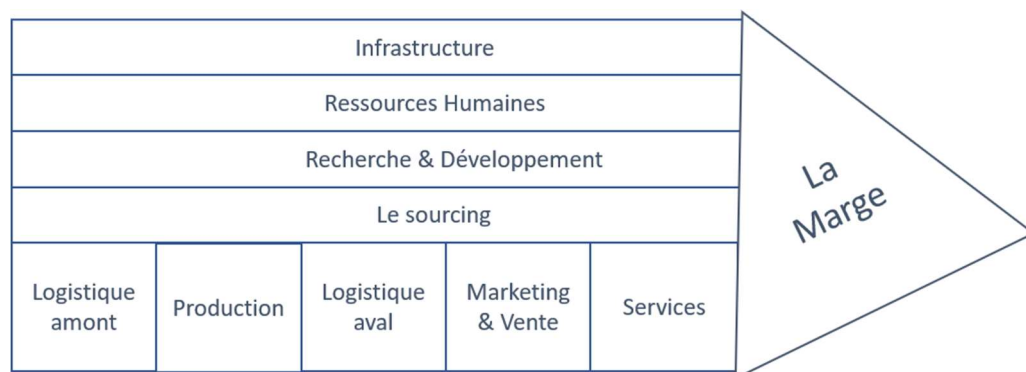 Infrastructure
Ressources Humaines
Recherche & Développement
Le sourcing
Logistique
amont
Production
Logistique
aval
Marketing
& Vente
Services
La
Marge